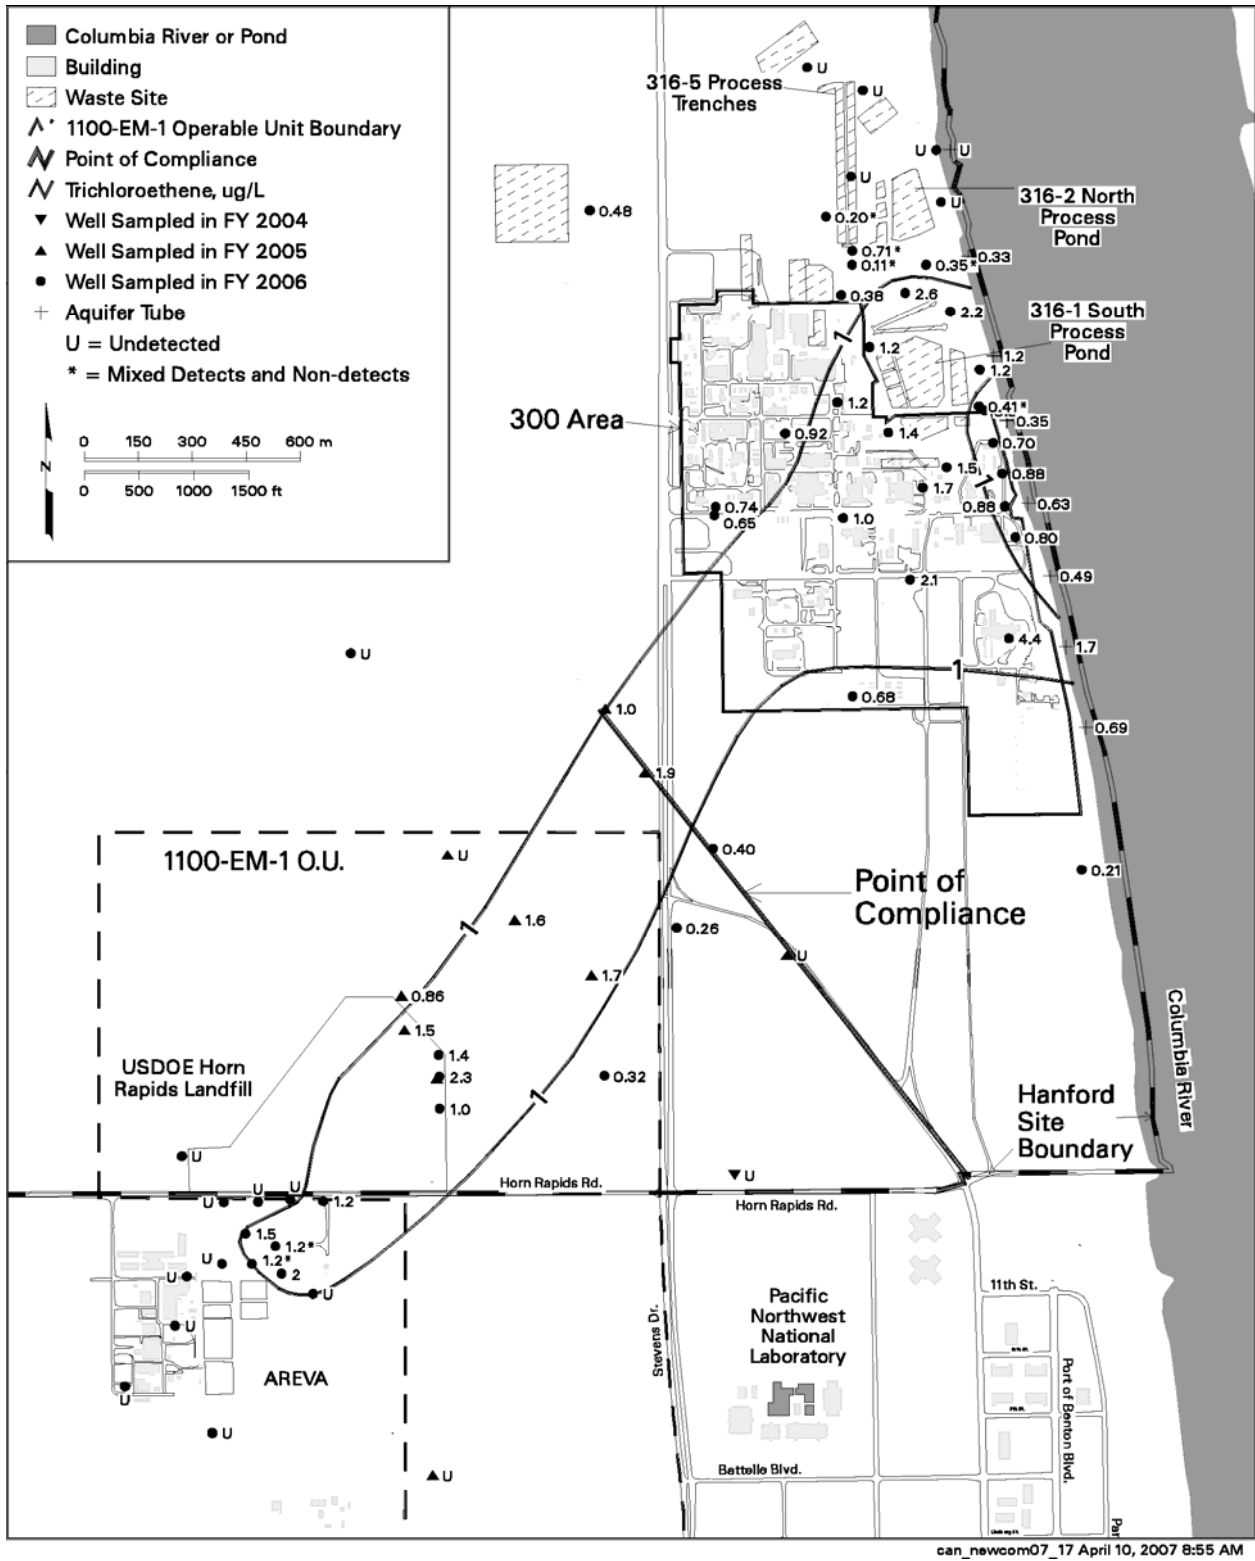 Columbia River or Pond
Building
Waste Site
1100-EM-1 Operable Unit Boundary
Point of Compliance
Trichloroethene, ug/L
Well Sampled in FY 2004
Well Sampled in FY 2005
Well Sampled in FY 2006
Aquifer Tube
U = Undetected
* = Mixed Detects and Non-detects
N
0 150 300 450 600 m
0 500 1000 1500 ft
U
316-5 Process
Trenches
U
U U
U
316-2 North
Process
Pond
U
0.48
0.20*
0.71*
0.11*
0.35*
0.33
0.38
2.6
2.2
316-1 South
Process
Pond
1
1.2
1.2
1.2
300 Area
1.2
0.41*
0.35
0.92
1.4
0.70
1.5
0.88
1
1.7
0.74
0.65
1.0
0.88
0.63
0.80
2.1
0.49
4.4
1.7
U
1
0.68
1.0
0.69
1.9
1100-EM-1 O.U.
U
0.40
0.21
Point of
Compliance
1.6
1
0.26
U
1.7
0.86
1.5
USDOE Horn
Rapids Landfill
1.4
2.3
1.0
0.32
1
Columbia River
Hanford
Site
Boundary
U
U
Horn Rapids Rd.
Horn Rapids Rd.
U
U
U
1.2
1.5
1.2*
U
1.2*
2
U
U
U
11th St.
Pacific
Northwest
National
Laboratory
Stevens Dr.
Port of Benton Blvd.
AREVA
U
U
U
Battelle Blvd.
can_newcom07_17 April 10, 2007 8:55 AM